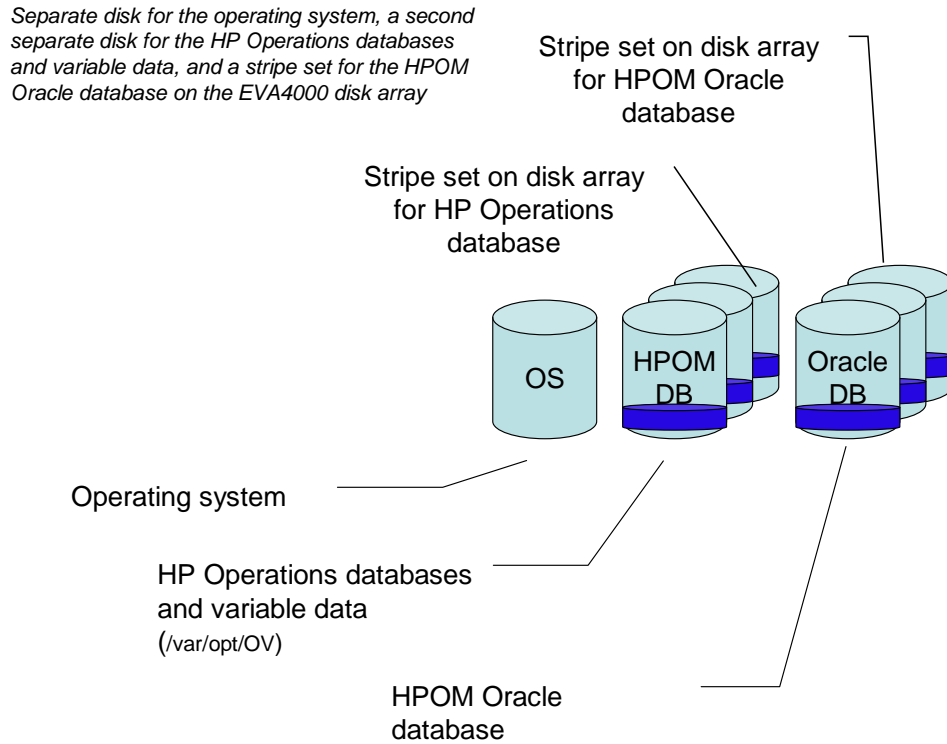 Separate disk for the operating system, a second
separate disk for the HP Operations databases
and variable data, and a stripe set for the HPOM
Oracle database on the EVA4000 disk array
Stripe set on disk array
for HPOM Oracle
database
Stripe set on disk array
for HP Operations
database
OS
HPOM
DB
Oracle
DB
Operating system
HP Operations databases
and variable data
(/var/opt/OV)
HPOM Oracle
database